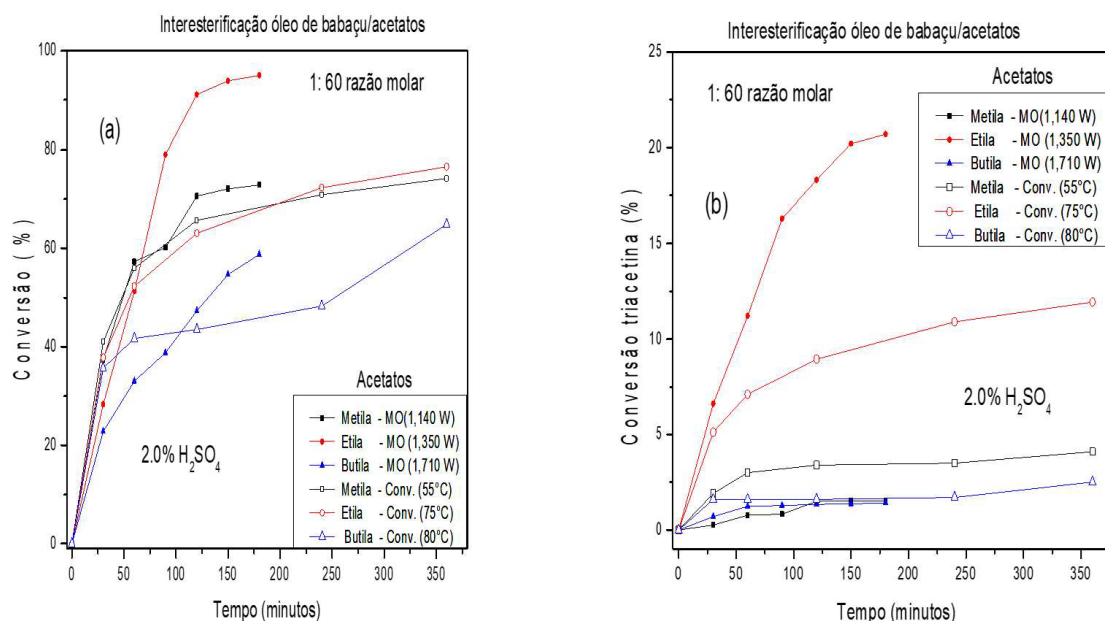 Interesterificação óleo de babaçu/acetatos
100
80
60
40
20
0
Conversão (%)
(a)
1: 60 razão molar
2.0% H₂SO₄
Acetatos
Metila - MO(1,140 W)
Etila - MO (1,350 W)
Butila - MO (1,710 W)
Metila - Conv. (55°C)
Etila - Conv. (75°C)
Butila - Conv. (80°C)
0 50 100 150 200 250 300 350
Tempo (minutos)
Interesterificação óleo de babaçu/acetatos
25
20
15
10
5
0
Conversão triacetina (%)
1: 60 razão molar
(b)
Acetatos
Metila - MO(1,140 W)
Etila - MO (1,350 W)
Butila - MO (1,710 W)
Metila - Conv. (55°C)
Etila - Conv. (75°C)
Butila - Conv. (80°C)
2.0% H₂SO₄
0 50 100 150 200 250 300 350
Tempo (minutos)